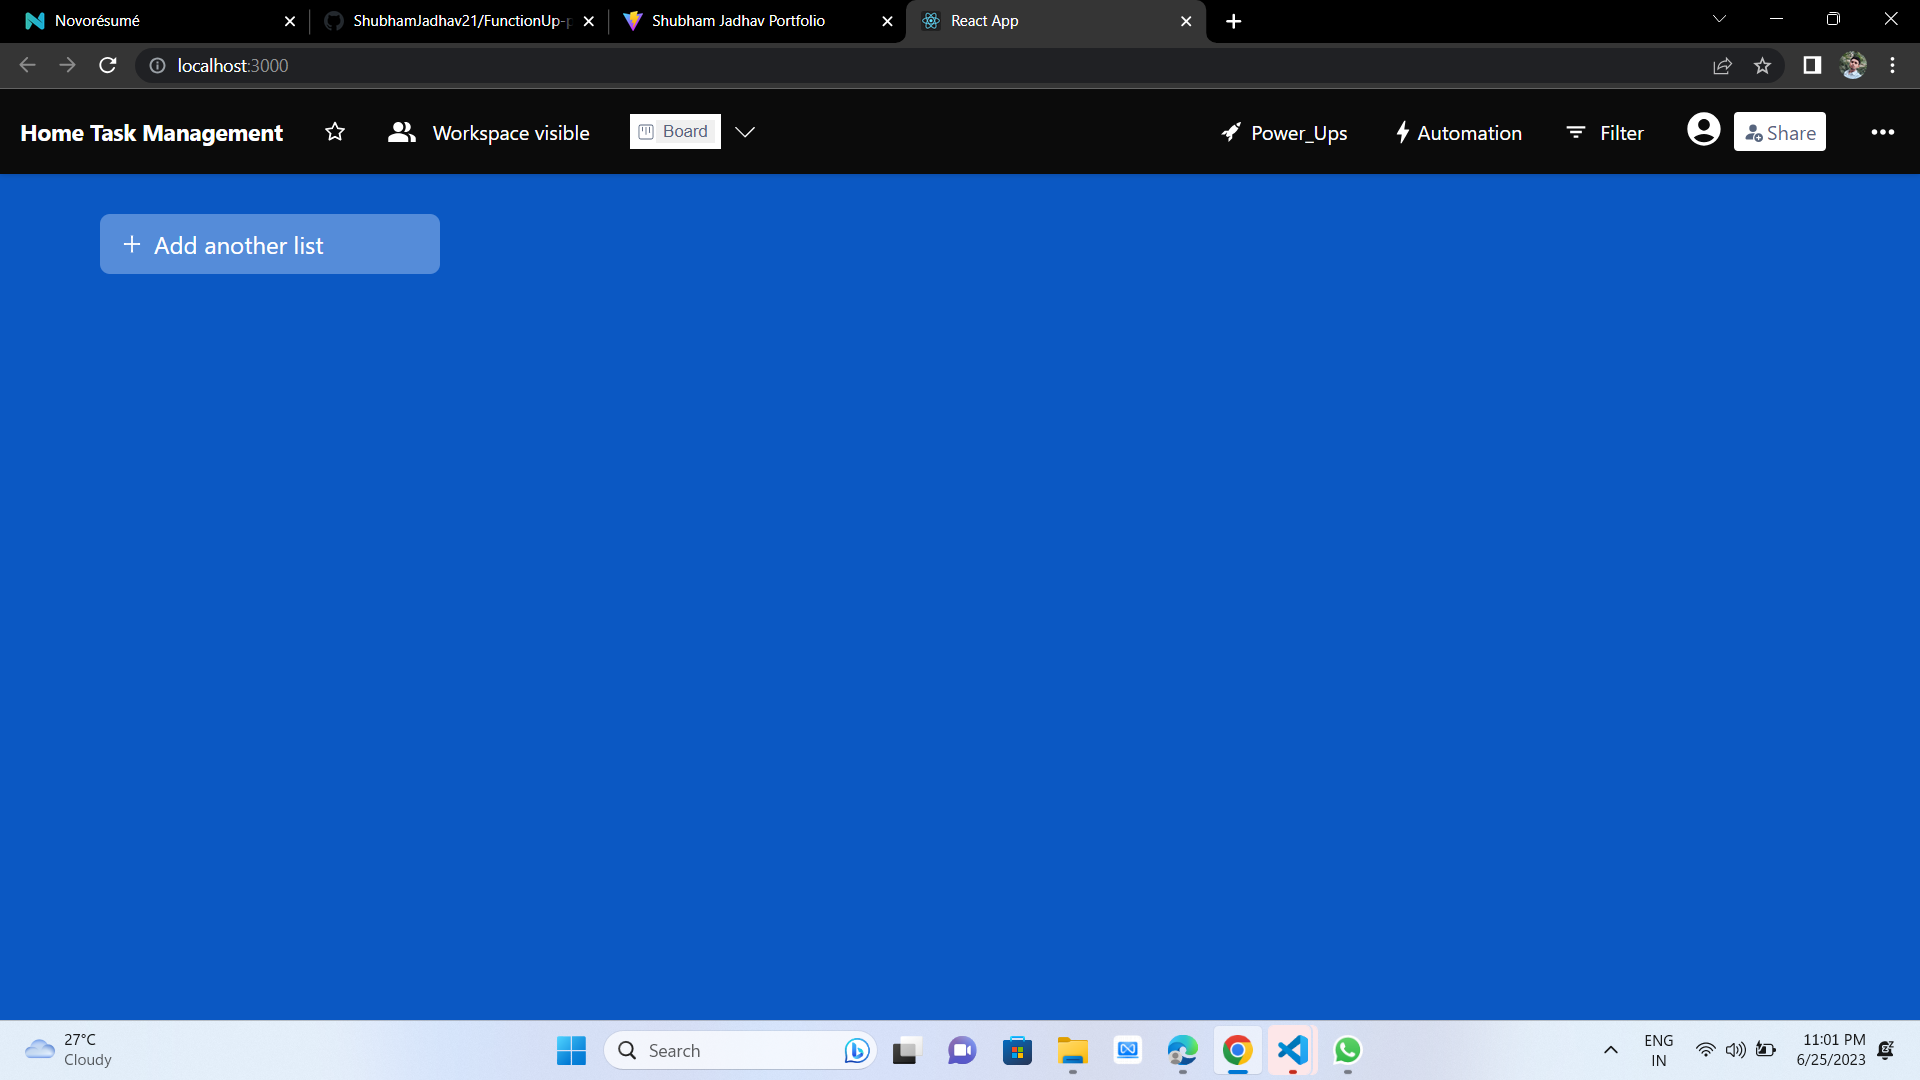 Novorésumé
ShubhamJadhav21/FunctionUp-p
Shubham Jadhav Portfolio
React App
localhost:3000
Home Task Management
Workspace visible
Board
Power_Ups
Automation
Filter
Share
+ Add another list
27°C
Cloudy
Search
ENG
IN
11:01 PM
6/25/2023